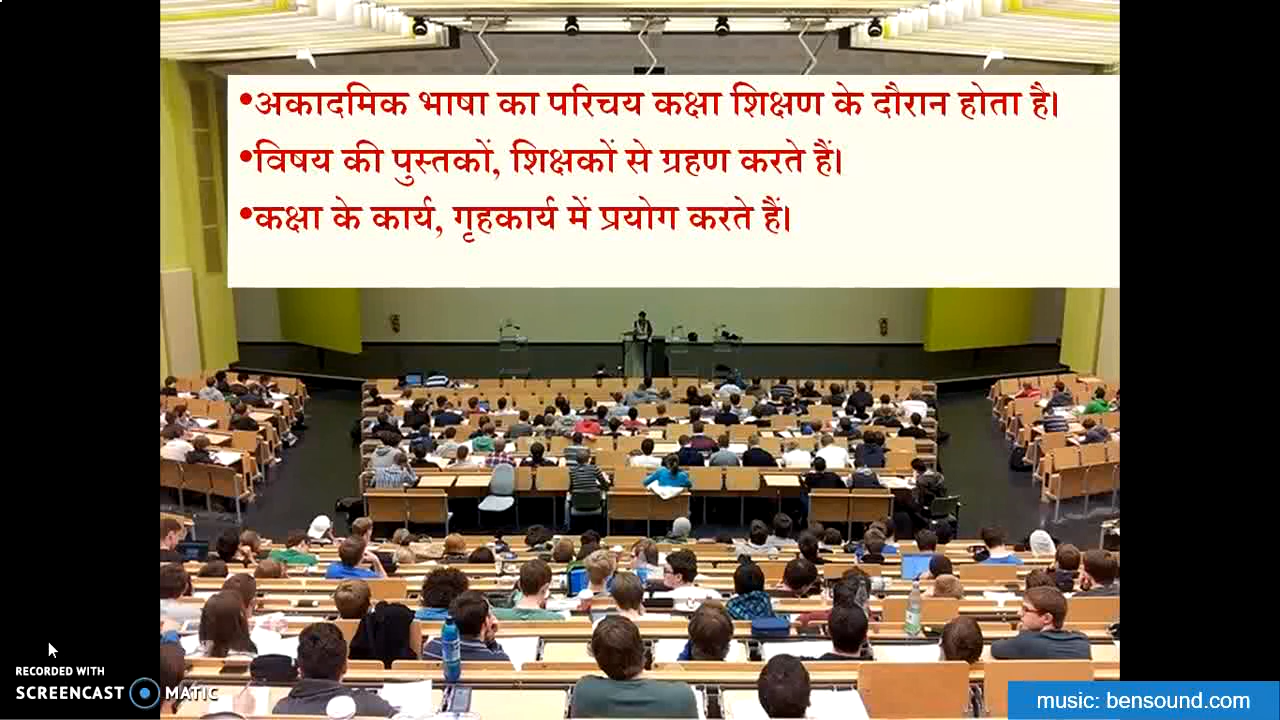 •अकादमिक भाषा का परिचय कक्षा शिक्षण के दौरान होता है।
•विषय की पुस्तकों, शिक्षकों से ग्रहण करते हैं।
•कक्षा के कार्य, गृहकार्य में प्रयोग करते हैं।
RECORDED WITH
SCREENCAST MATIC
music: bensound.com